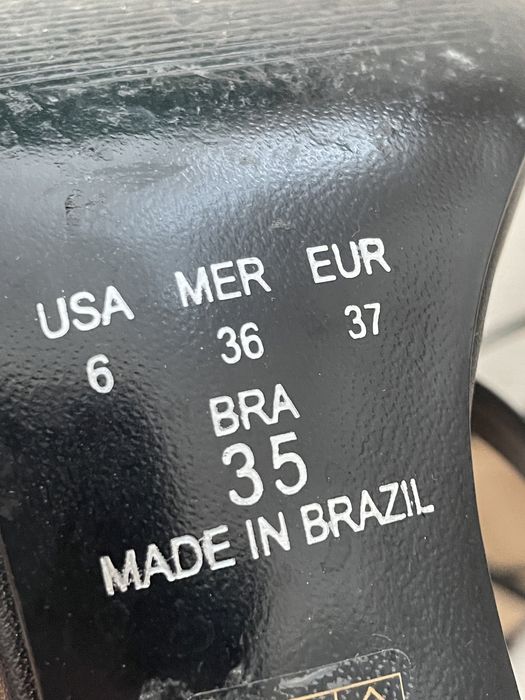 USA MER EUR
6 36 37
BRA
35
MADE IN BRAZIL